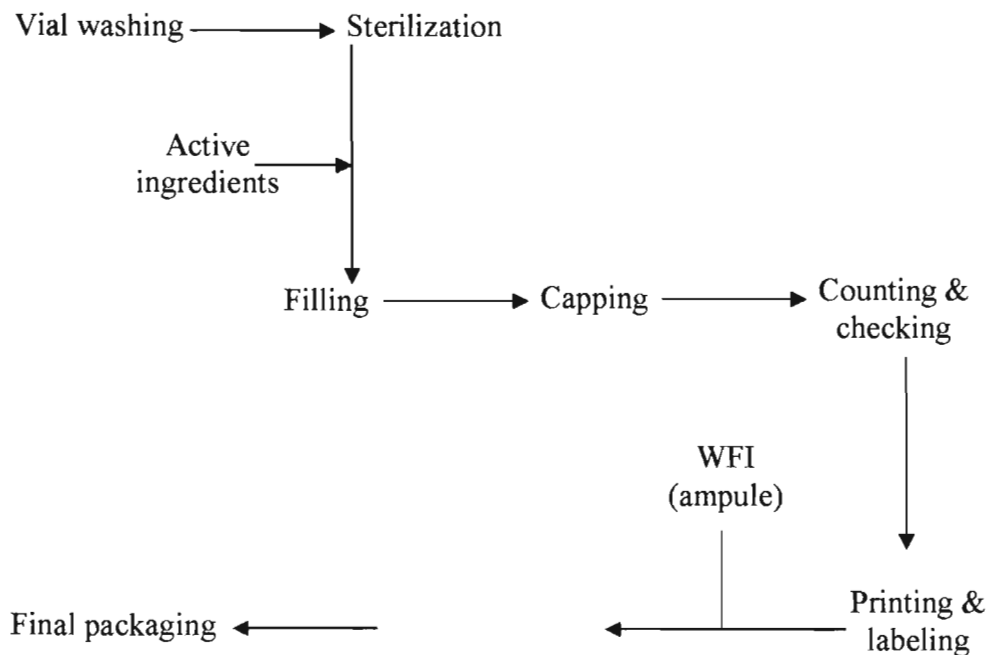 Vial washing
Sterilization
Active
ingredients
Filling
Capping
Counting &
checking
WFI
(ampule)
Printing &
labeling
Final packaging